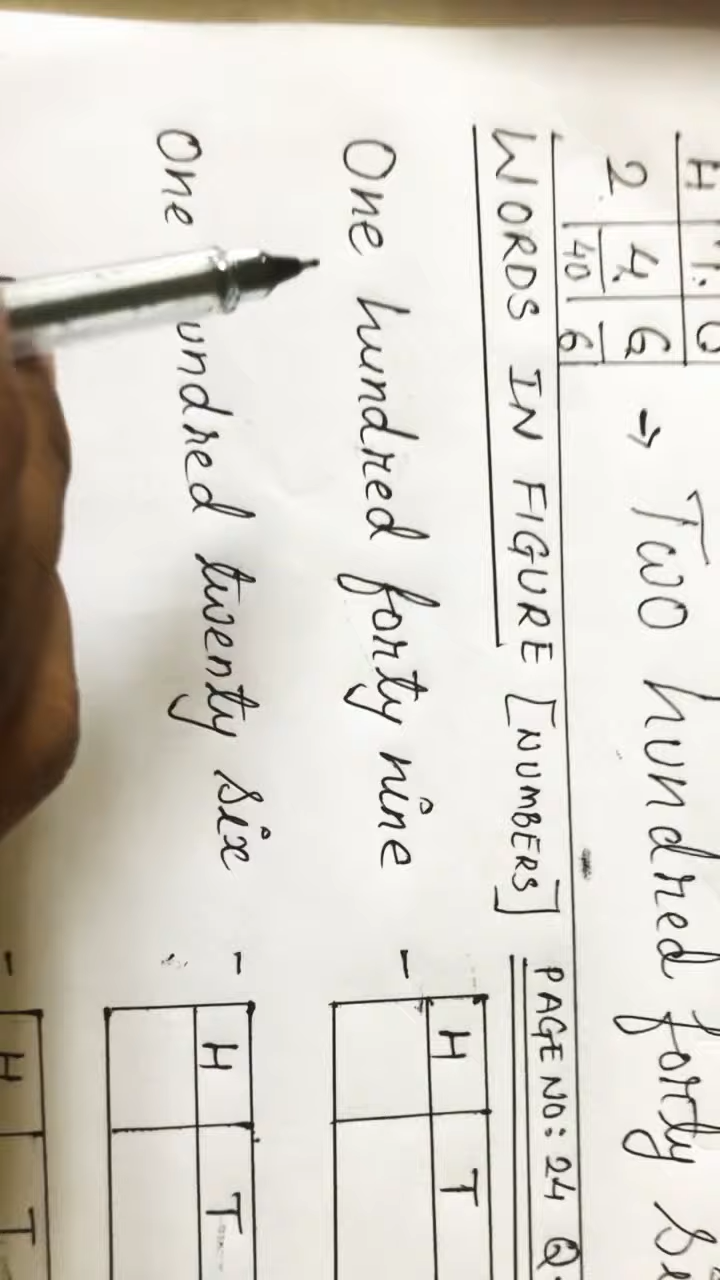 H T. O
2 4 6
40 6
→ Two hundred forty
WORDS IN FIGURE [NUMBERS] PAGE NO: 24 Q
One hundred forty nine -
H T
One undred twenty six -
H T
- H T